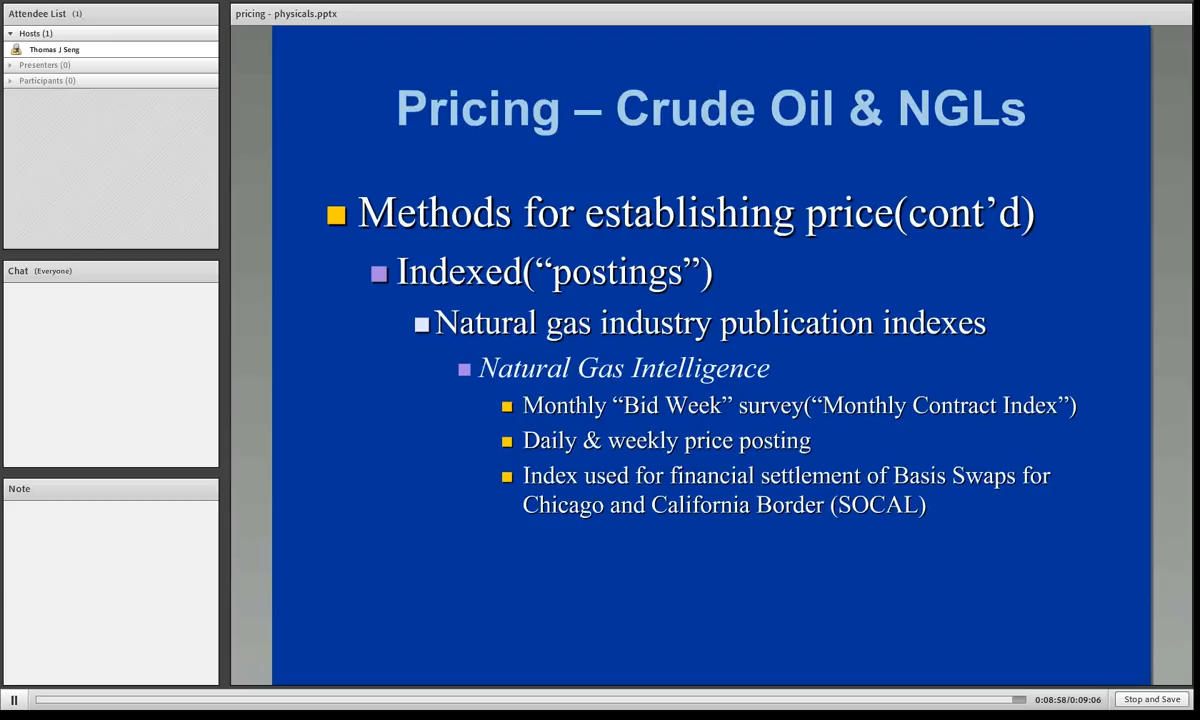 Attendee List (1)
Hosts (1)
Thomas J Seng
Presenters (0)
Participants (0)
Chat (Everyone)
Note
pricing - physicals.pptx
Pricing – Crude Oil & NGLs
Methods for establishing price(cont’d)
Indexed(“postings”)
Natural gas industry publication indexes
Natural Gas Intelligence
Monthly “Bid Week” survey(“Monthly Contract Index”)
Daily & weekly price posting
Index used for financial settlement of Basis Swaps for
Chicago and California Border (SOCAL)
0:08:58/0:09:06
Stop and Save